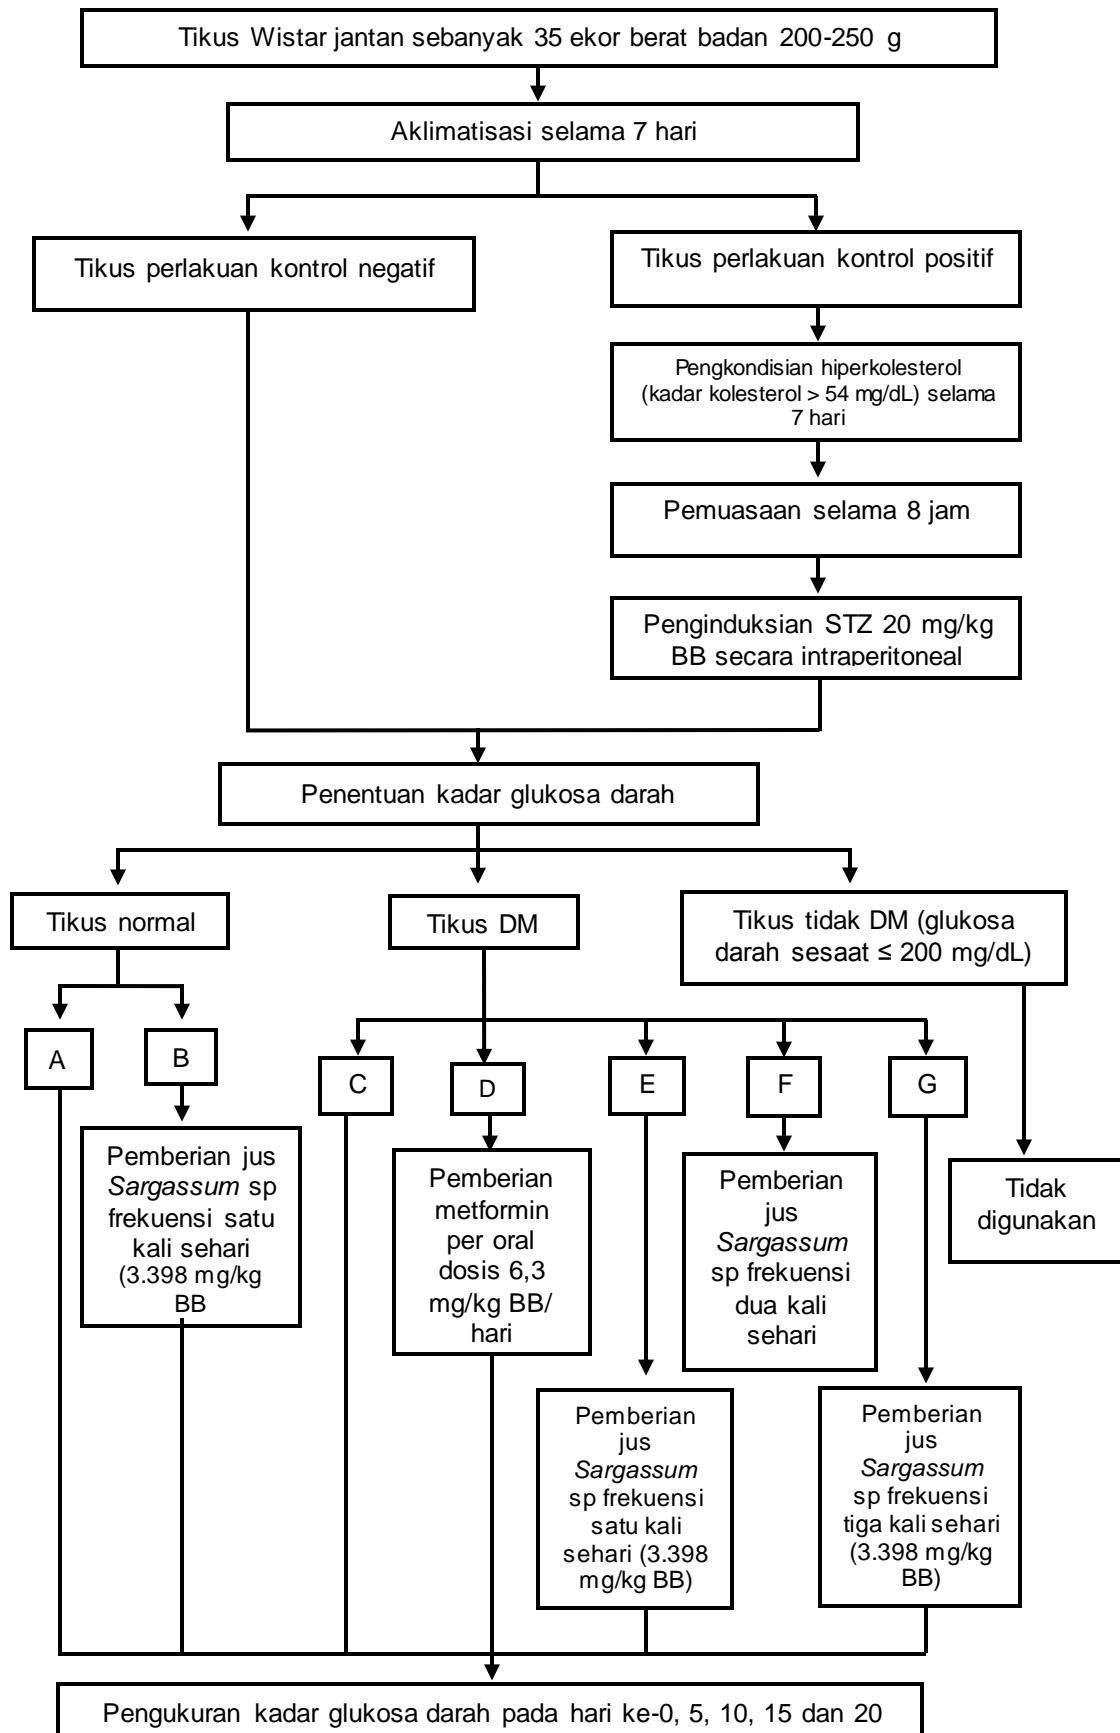 Tikus Wistar jantan sebanyak 35 ekor berat badan 200-250 g
Aklimatisasi selama 7 hari
Tikus perlakuan kontrol negatif
Tikus perlakuan kontrol positif
Pengkondisian hiperkolesterol
(kadar kolesterol > 54 mg/dL) selama
7 hari
Pemuasaan selama 8 jam
Penginduksian STZ 20 mg/kg
BB secara intraperitoneal
Penentuan kadar glukosa darah
Tikus normal
Tikus DM
Tikus tidak DM (glukosa
darah sesaat ≤ 200 mg/dL)
A
B
C
D
E
F
G
Pemberian jus
Sargassum sp
frekuensi satu
kali sehari
(3.398 mg/kg
BB
Pemberian
metformin
per oral
dosis 6,3
mg/kg BB/
hari
Pemberian
jus
Sargassum
sp frekuensi
dua kali
sehari
Tidak
digunakan
Pemberian
jus
Sargassum
sp frekuensi
satu kali
sehari (3.398
mg/kg BB)
Pemberian
jus
Sargassum
sp frekuensi
tiga kali sehari
(3.398 mg/kg
BB)
Pengukuran kadar glukosa darah pada hari ke-0, 5, 10, 15 dan 20